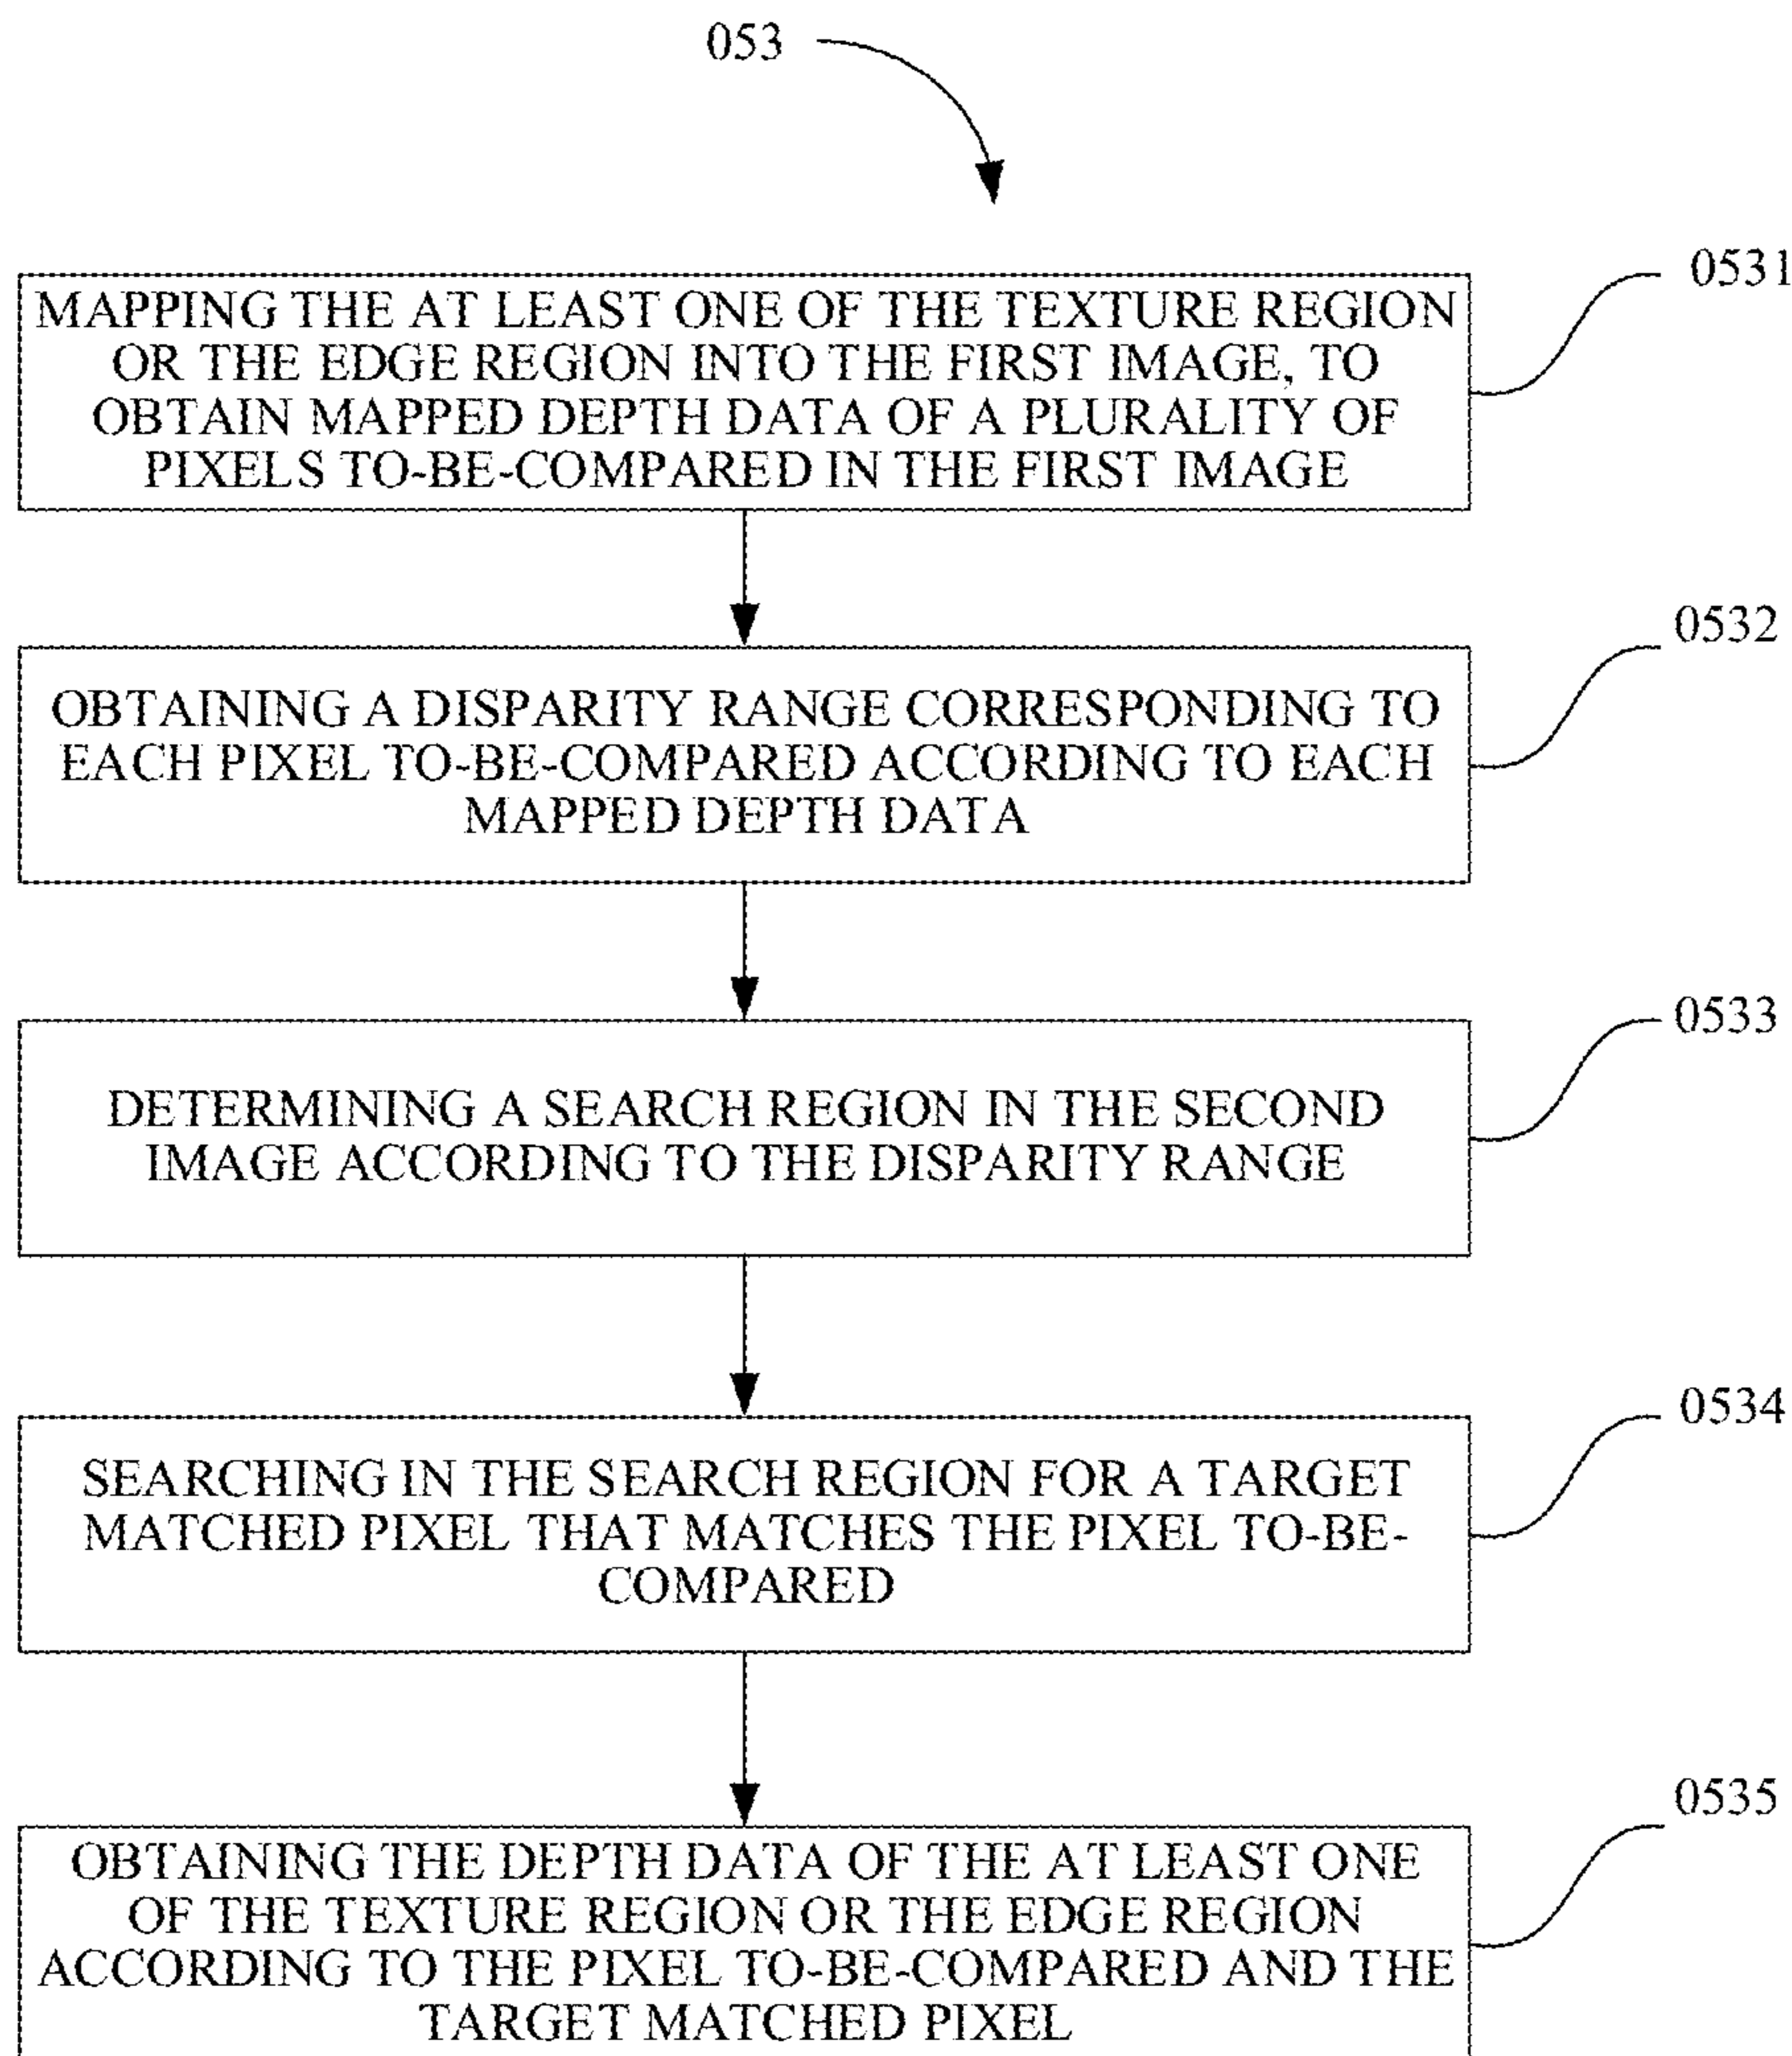 053
0531
MAPPING THE AT LEAST ONE OF THE TEXTURE REGION
OR THE EDGE REGION INTO THE FIRST IMAGE, TO
OBTAIN MAPPED DEPTH DATA OF A PLURALITY OF
PIXELS TO-BE-COMPARED IN THE FIRST IMAGE
0532
OBTAINING A DISPARITY RANGE CORRESPONDING TO
EACH PIXEL TO-BE-COMPARED ACCORDING TO EACH
MAPPED DEPTH DATA
0533
DETERMINING A SEARCH REGION IN THE SECOND
IMAGE ACCORDING TO THE DISPARITY RANGE
0534
SEARCHING IN THE SEARCH REGION FOR A TARGET
MATCHED PIXEL THAT MATCHES THE PIXEL TO-BE-
COMPARED
0535
OBTAINING THE DEPTH DATA OF THE AT LEAST ONE
OF THE TEXTURE REGION OR THE EDGE REGION
ACCORDING TO THE PIXEL TO-BE-COMPARED AND THE
TARGET MATCHED PIXEL